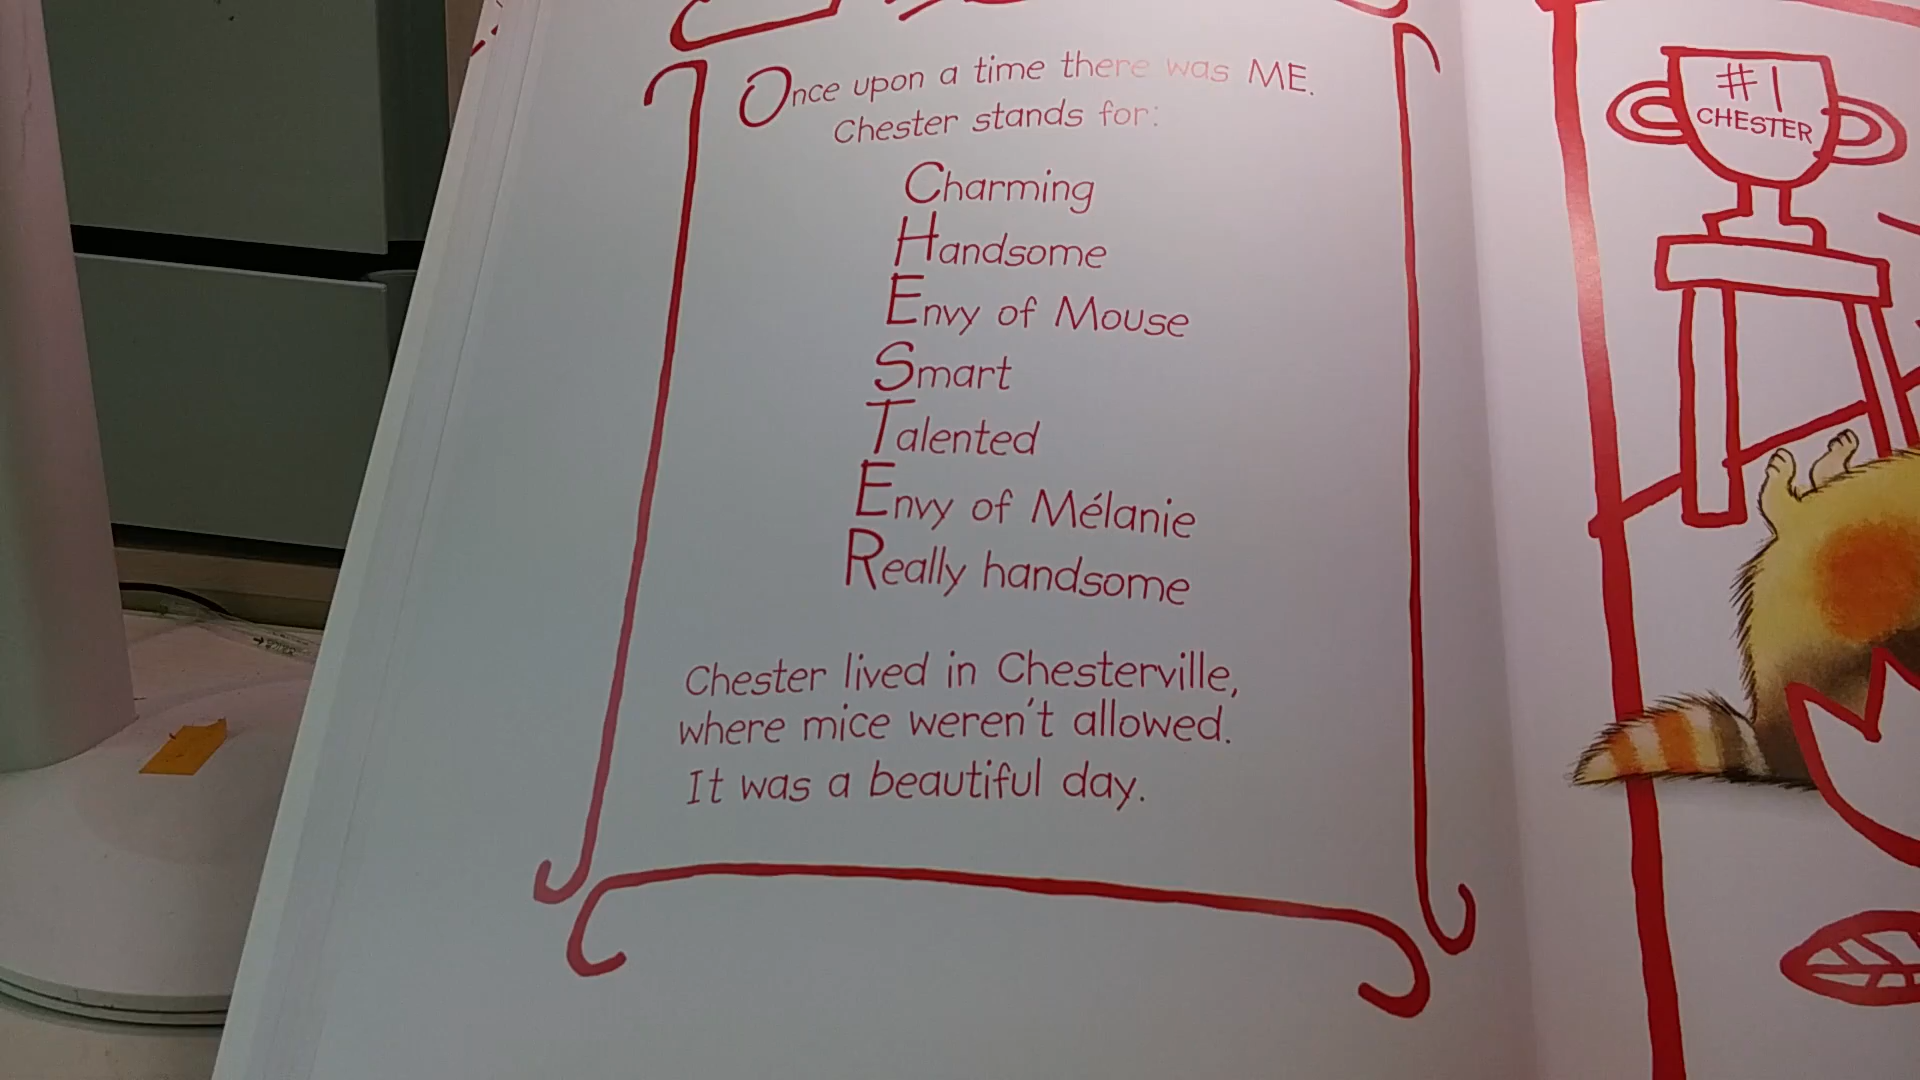 Once upon a time there was ME.
Chester stands for:
Charming
Handsome
Envy of Mouse
Smart
Talented
Envy of Mélanie
Really handsome
Chester lived in Chesterville,
where mice weren't allowed.
It was a beautiful day.
#1
CHESTER